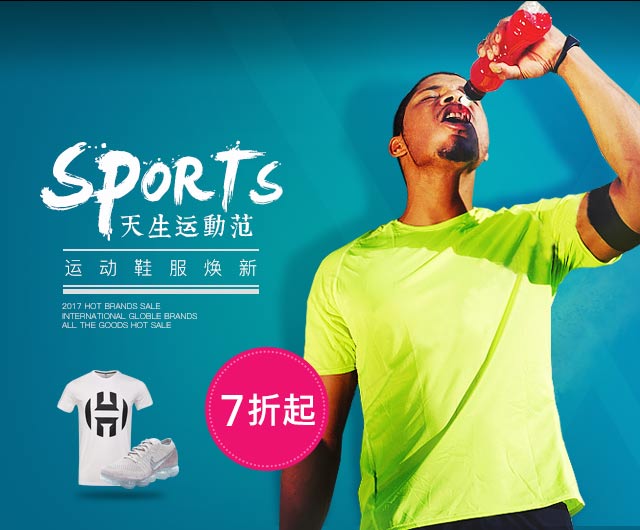 SPORTS
天生运動范
运动鞋服焕新
2017 HOT BRANDS SALE
INTERNATIONAL GLOBLE BRANDS
ALL THE GOODS HOT SALE
7折起